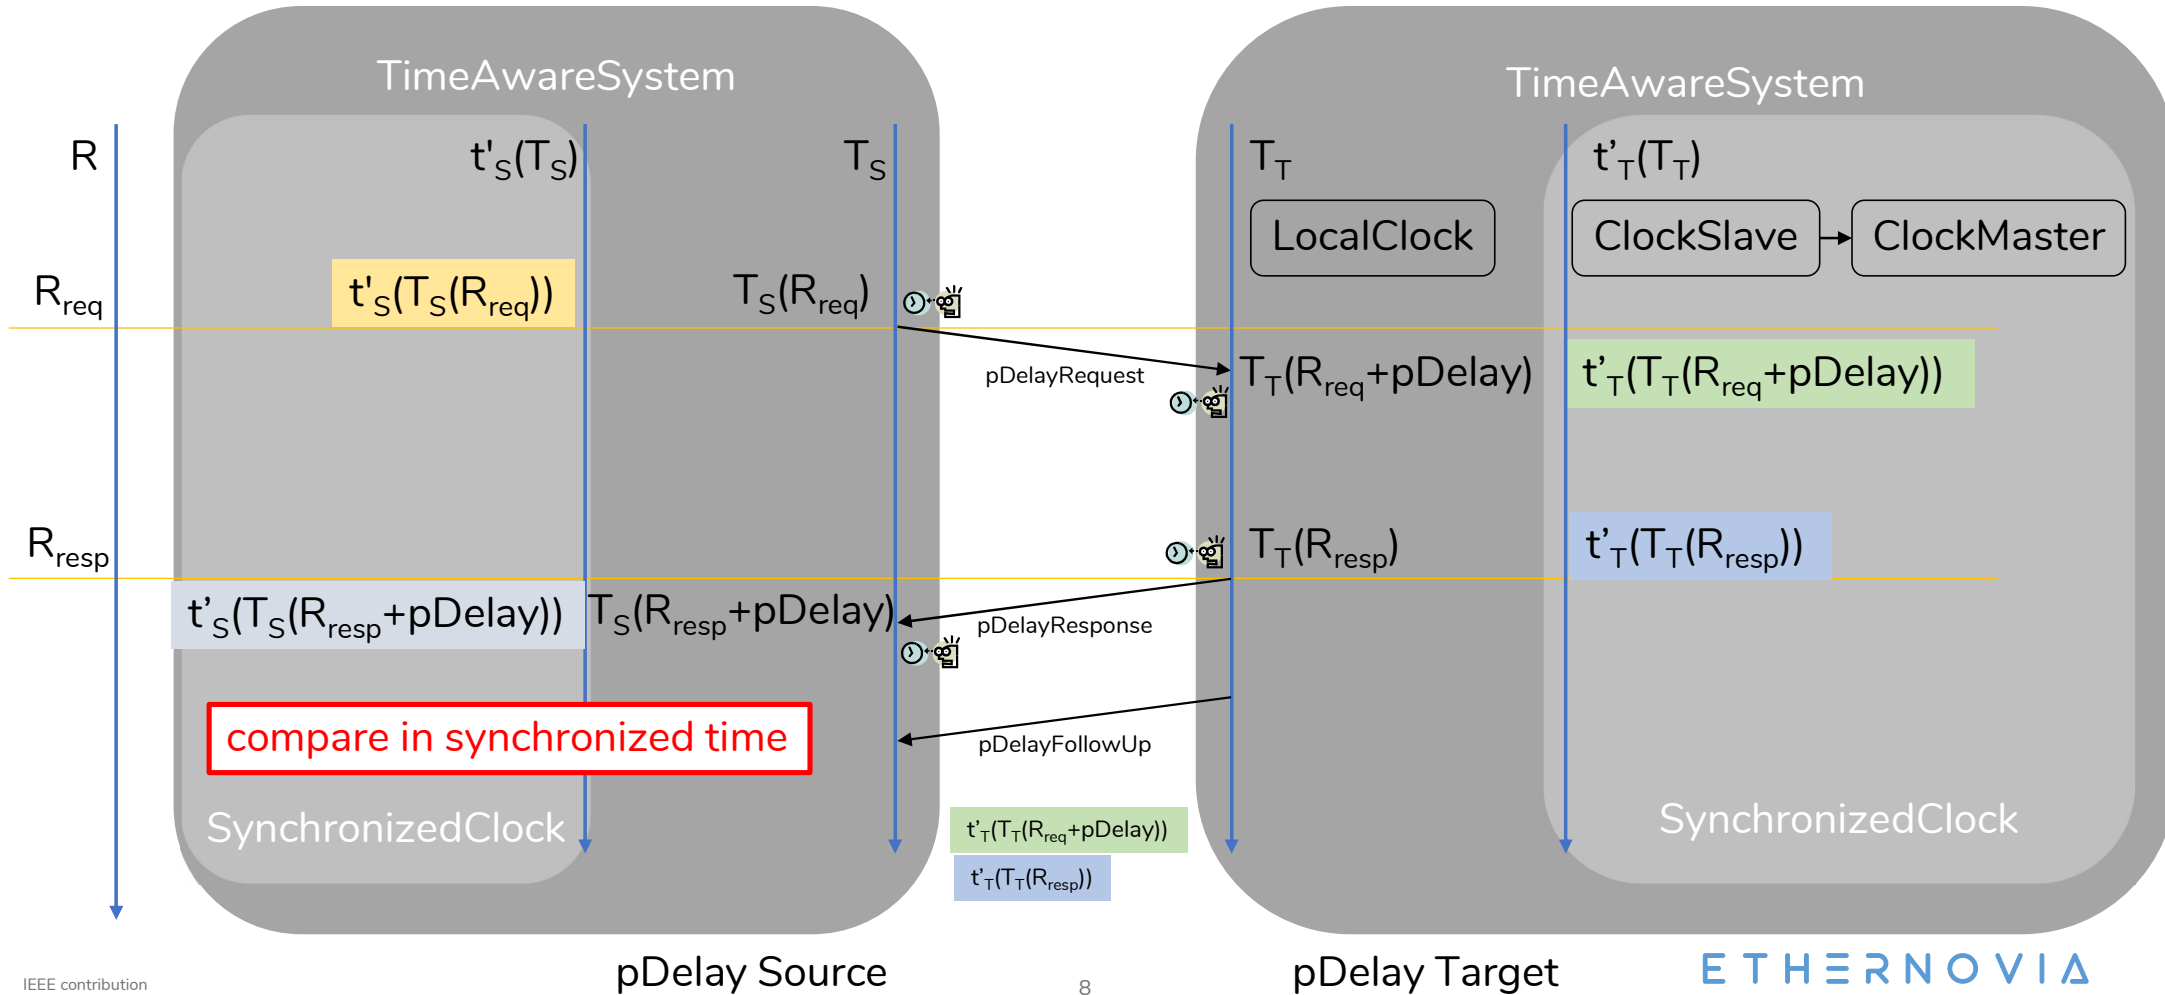 TimeAwareSystem
TimeAwareSystem
R
t'S(TS)
TS
TT
t’T(TT)
LocalClock
ClockSlave
ClockMaster
Rreq
t'S(TS(Rreq))
TS(Rreq)
pDelayRequest
TT(Rreq+pDelay)
t’T(TT(Rreq+pDelay))
Rresp
TT(Rresp)
t’T(TT(Rresp))
t'S(TS(Rresp+pDelay))
TS(Rresp+pDelay)
pDelayResponse
compare in synchronized time
pDelayFollowUp
SynchronizedClock
SynchronizedClock
t’T(TT(Rreq+pDelay))
t’T(TT(Rresp))
pDelay Source
pDelay Target
ETHERNOVIA
IEEE contribution
8